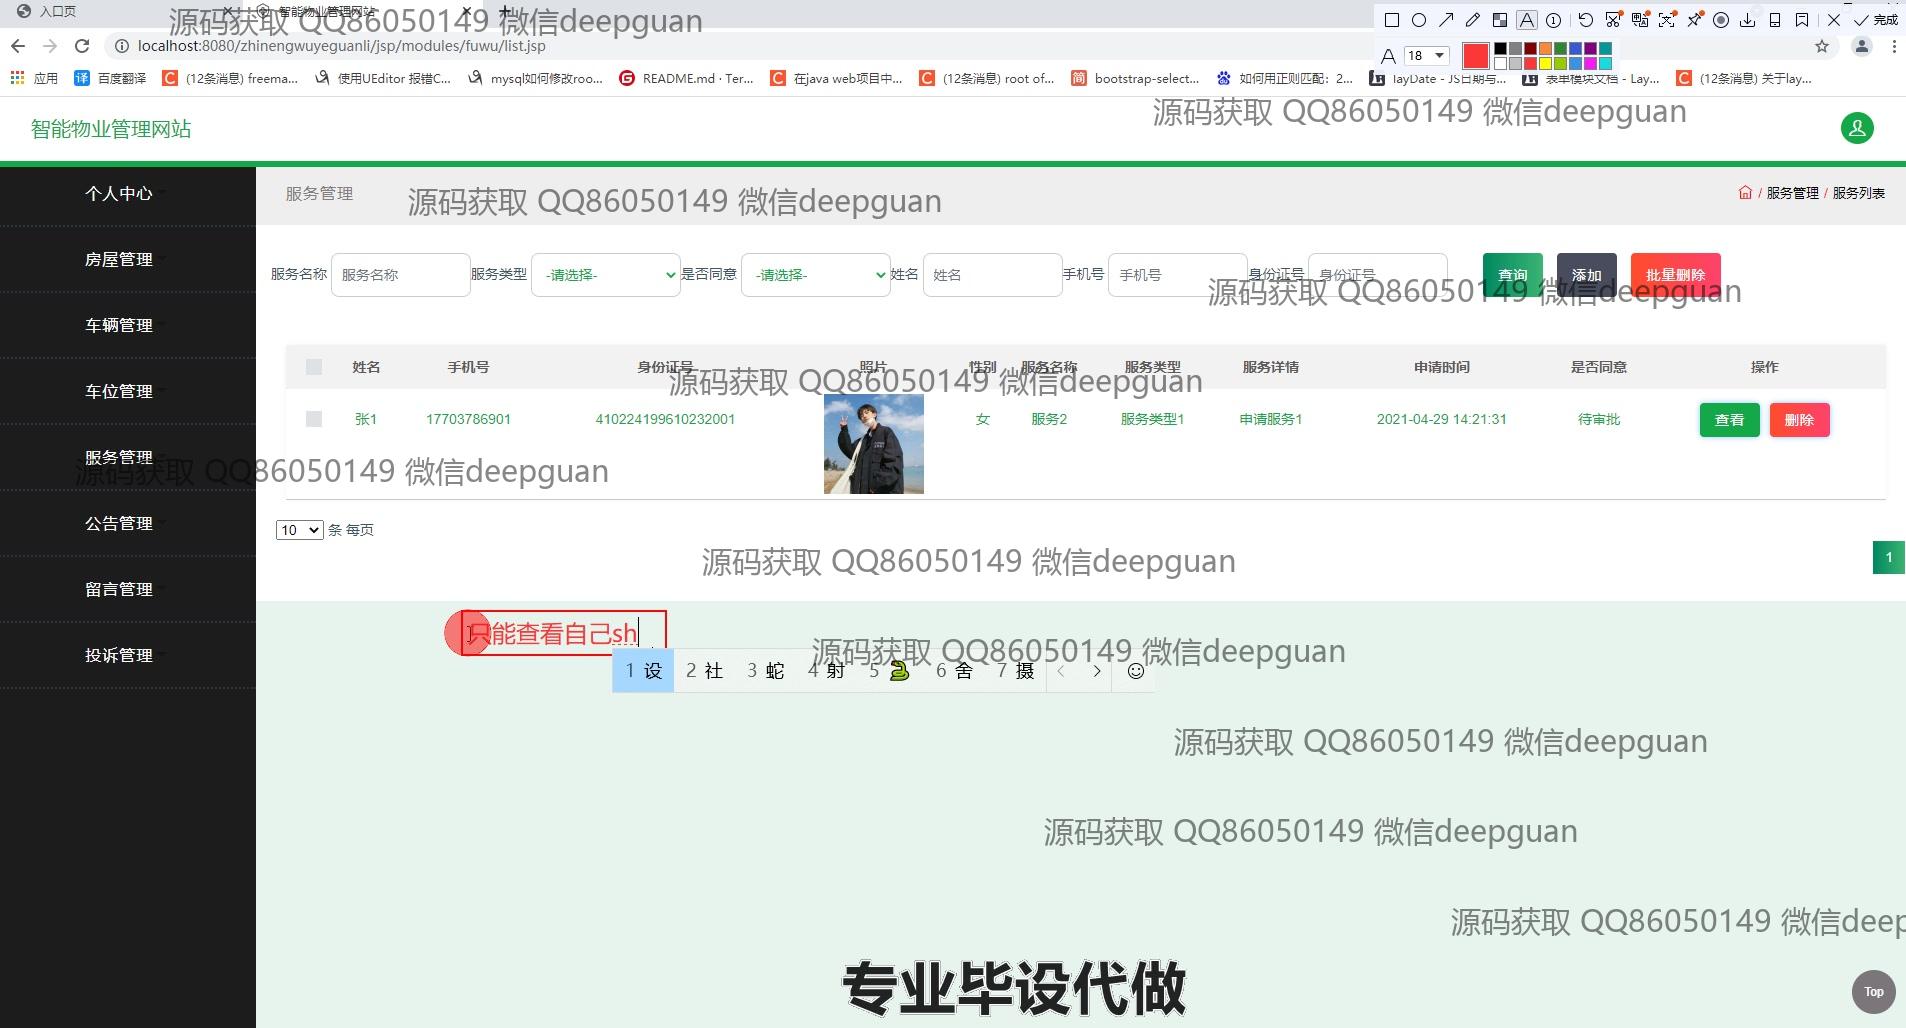 入口页
智能物业管理网站
源码获取 QQ86050149 微信deepguan
localhost:8080/zhinengwuyeguanli/jsp/modules/fuwu/list.jsp
完成
A 18
应用 百度翻译 (12条消息) freema... 使用UEditor 报错C... mysql如何修改roo... README.md · Ter... 在java web项目中... (12条消息) root of... bootstrap-select... 如何用正则匹配：2... layDate - JS日期与... 表单模块文档 - Lay... (12条消息) 关于lay...
源码获取 QQ86050149 微信deepguan
智能物业管理网站
个人中心
房屋管理
车辆管理
车位管理
服务管理
公告管理
留言管理
投诉管理
服务管理
源码获取 QQ86050149 微信deepguan
/ 服务管理 / 服务列表
服务名称 服务名称 服务类型 -请选择- 是否同意 -请选择- 姓名 姓名 手机号 手机号 身份证号 身份证号 查询 添加 批量删除
源码获取 QQ86050149 微信deepguan
姓名 手机号 身份证号 照片 性别 服务名称 服务类型 服务详情 申请时间 是否同意 操作
源码获取 QQ86050149 微信deepguan
张1 17703786901 410224199610232001 女 服务2 服务类型1 申请服务1 2021-04-29 14:21:31 待审批 查看 删除
源码获取 QQ86050149 微信deepguan
10 条 每页
源码获取 QQ86050149 微信deepguan
1
只能查看自己sh
源码获取 QQ86050149 微信deepguan
1 设 2 社 3 蛇 4 射 5 🐍 6 舍 7 摄
源码获取 QQ86050149 微信deepguan
源码获取 QQ86050149 微信deepguan
源码获取 QQ86050149 微信deep
专业毕设代做
Top